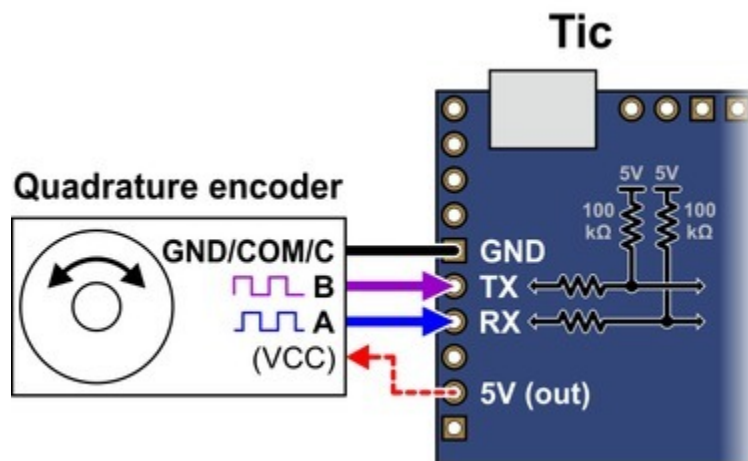 Tic
Quadrature encoder
GND/COM/C
B
A
(VCC)
5V 5V
100
kΩ
100
kΩ
GND
TX
RX
5V (out)